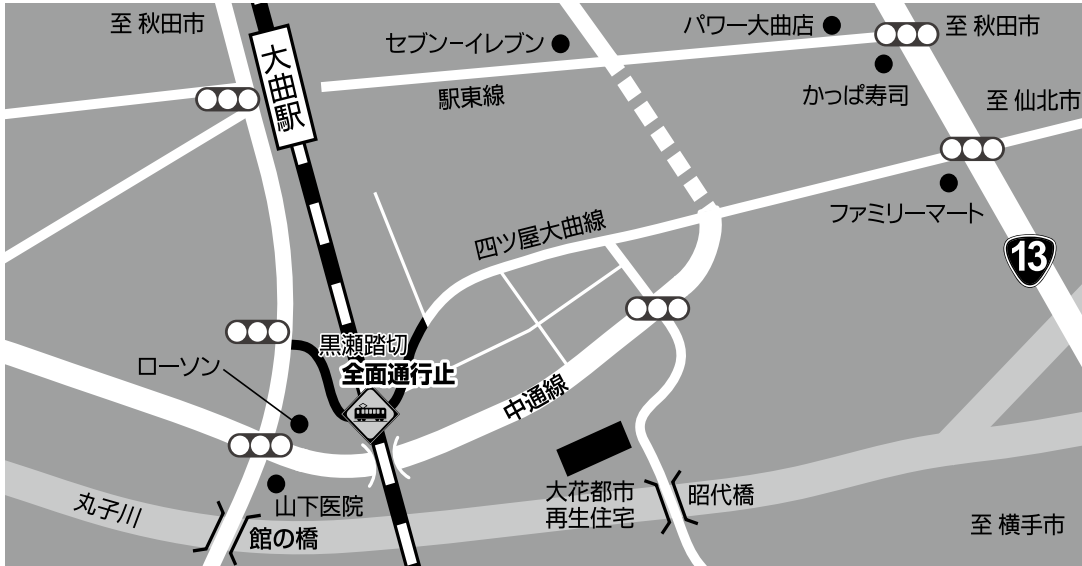 至 秋田市
大曲駅
セブン-イレブン
パワー大曲店
至 秋田市
駅東線
かっぱ寿司
至 仙北市
ファミリーマート
四ツ屋大曲線
13
黒瀬踏切
全面通行止
ローソン
中通線
丸子川
山下医院
館の橋
大花都市
再生住宅
昭代橋
至 横手市